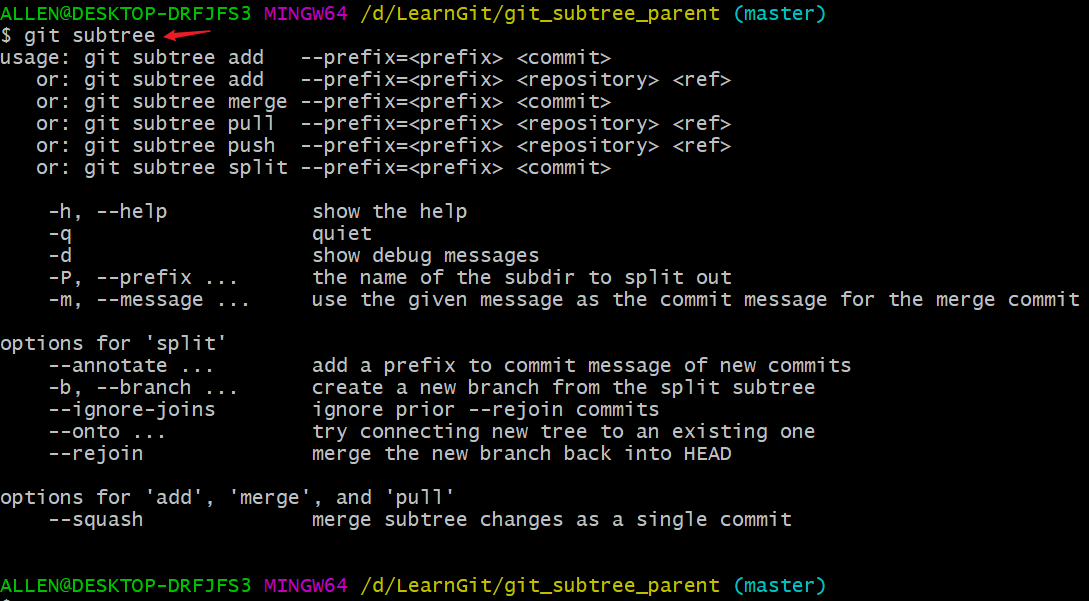 ALLEN@DESKTOP-DRFJFS3 MINGW64 /d/LearnGit/git_subtree_parent (master)
$ git subtree
usage: git subtree add   --prefix=<prefix> <commit>
   or: git subtree add   --prefix=<prefix> <repository> <ref>
   or: git subtree merge --prefix=<prefix> <commit>
   or: git subtree pull  --prefix=<prefix> <repository> <ref>
   or: git subtree push  --prefix=<prefix> <repository> <ref>
   or: git subtree split --prefix=<prefix> <commit>

    -h, --help            show the help
    -q                    quiet
    -d                    show debug messages
    -P, --prefix ...      the name of the subdir to split out
    -m, --message ...     use the given message as the commit message for the merge commit

options for 'split'
    --annotate ...        add a prefix to commit message of new commits
    -b, --branch ...      create a new branch from the split subtree
    --ignore-joins        ignore prior --rejoin commits
    --onto ...            try connecting new tree to an existing one
    --rejoin              merge the new branch back into HEAD

options for 'add', 'merge', and 'pull'
    --squash              merge subtree changes as a single commit

ALLEN@DESKTOP-DRFJFS3 MINGW64 /d/LearnGit/git_subtree_parent (master)